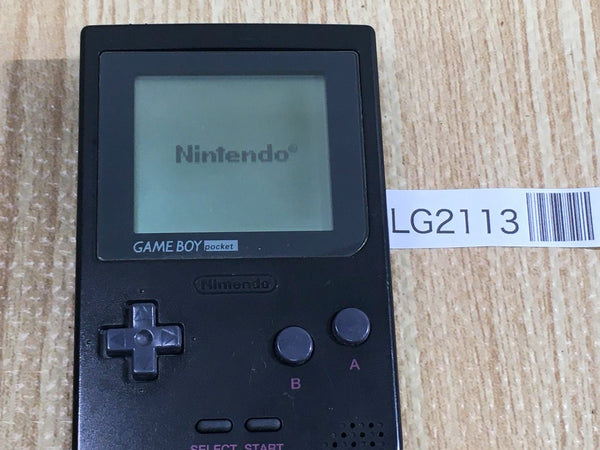 Nintendo®
GAME BOY pocket
Nintendo
LG2113
B
A
SELECT START